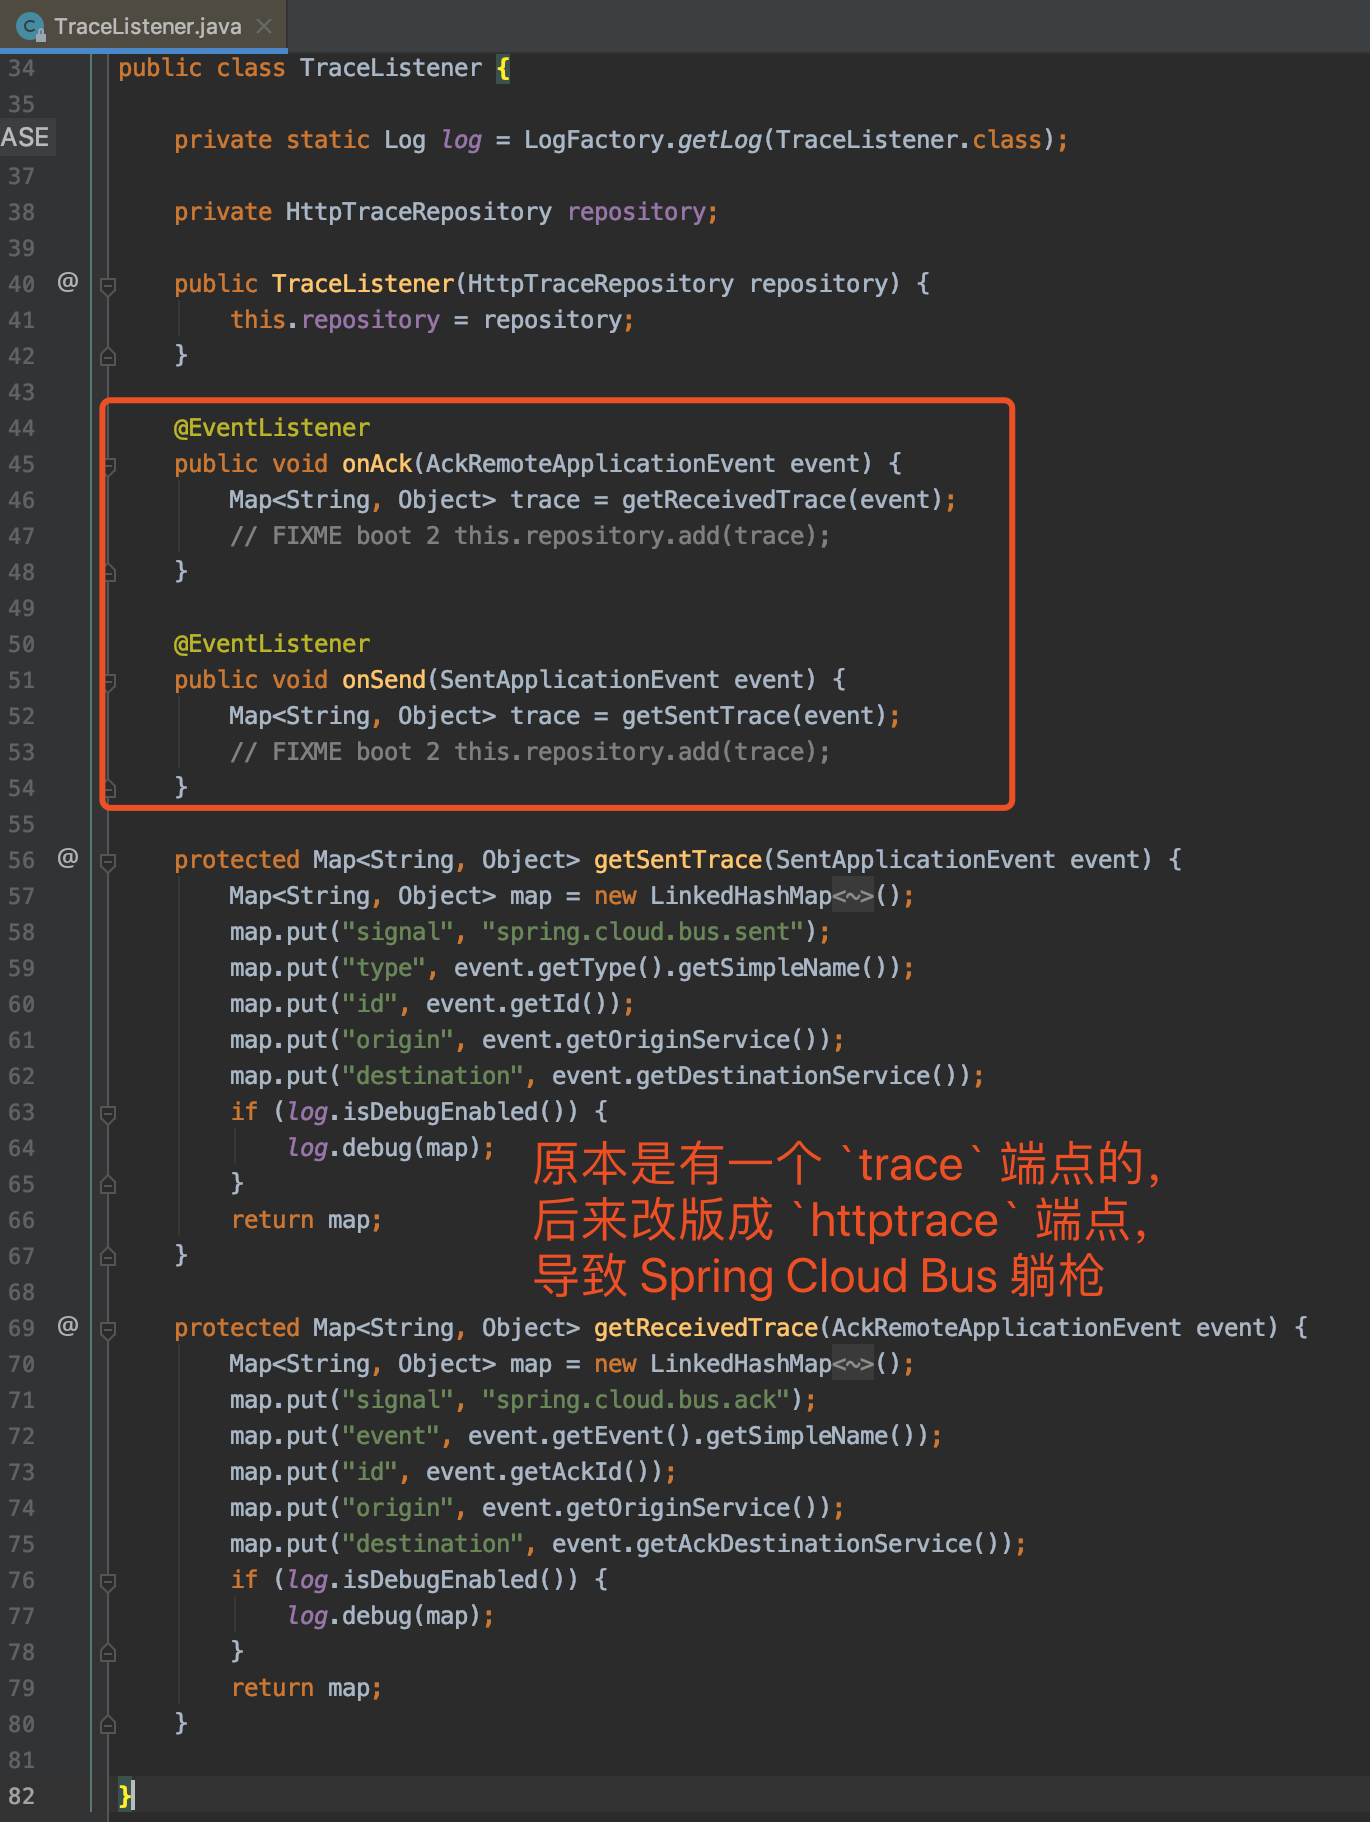 TraceListener.java
34 public class TraceListener {
35
ASE private static Log log = LogFactory.getLog(TraceListener.class);
37
38 private HttpTraceRepository repository;
39
40 @ public TraceListener(HttpTraceRepository repository) {
41 this.repository = repository;
42 }
43
44 @EventListener
45 public void onAck(AckRemoteApplicationEvent event) {
46 Map<String, Object> trace = getReceivedTrace(event);
47 // FIXME boot 2 this.repository.add(trace);
48 }
49
50 @EventListener
51 public void onSend(SentApplicationEvent event) {
52 Map<String, Object> trace = getSentTrace(event);
53 // FIXME boot 2 this.repository.add(trace);
54 }
55
56 @ protected Map<String, Object> getSentTrace(SentApplicationEvent event) {
57 Map<String, Object> map = new LinkedHashMap<~>();
58 map.put("signal", "spring.cloud.bus.sent");
59 map.put("type", event.getType().getSimpleName());
60 map.put("id", event.getId());
61 map.put("origin", event.getOriginService());
62 map.put("destination", event.getDestinationService());
63 if (log.isDebugEnabled()) {
64 log.debug(map);
65 }
66 return map;
67 }
68
原本是有一个 `trace` 端点的，
后来改版成 `httptrace` 端点，
导致 Spring Cloud Bus 躺枪
69 @ protected Map<String, Object> getReceivedTrace(AckRemoteApplicationEvent event) {
70 Map<String, Object> map = new LinkedHashMap<~>();
71 map.put("signal", "spring.cloud.bus.ack");
72 map.put("event", event.getEvent().getSimpleName());
73 map.put("id", event.getAckId());
74 map.put("origin", event.getOriginService());
75 map.put("destination", event.getAckDestinationService());
76 if (log.isDebugEnabled()) {
77 log.debug(map);
78 }
79 return map;
80 }
81
82 }